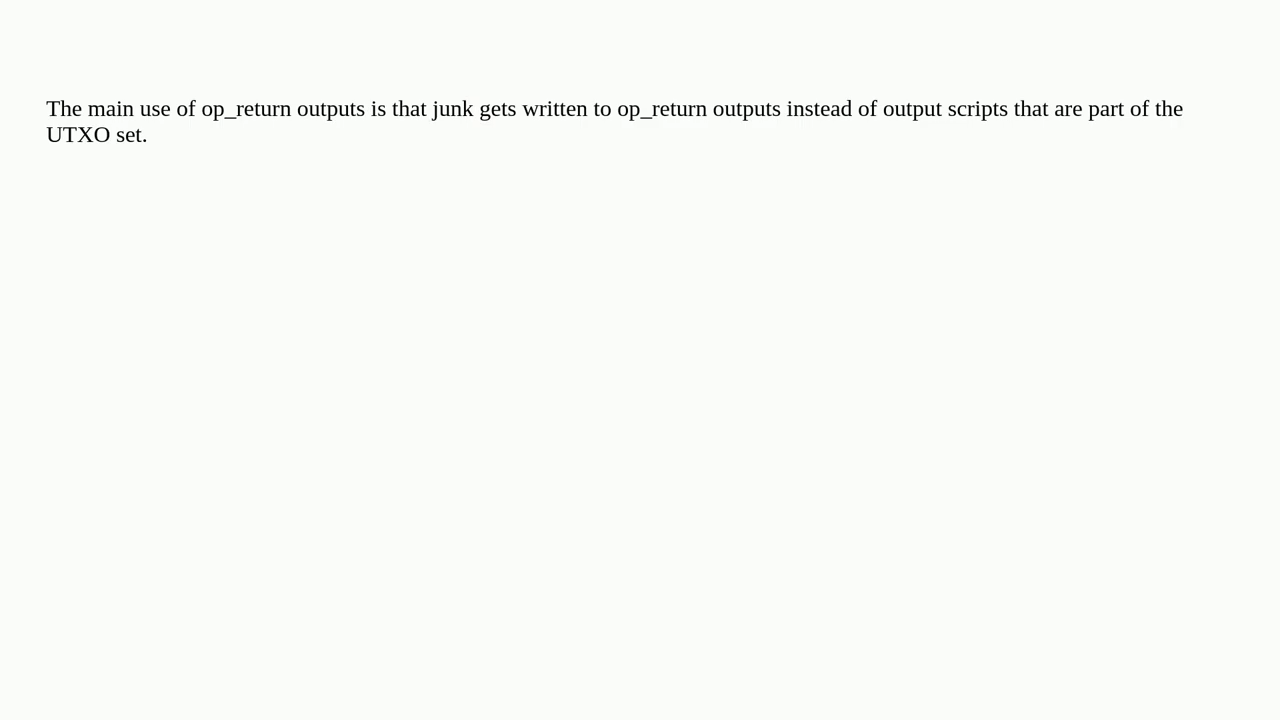 The main use of op_return outputs is that junk gets written to op_return outputs instead of output scripts that are part of the
UTXO set.